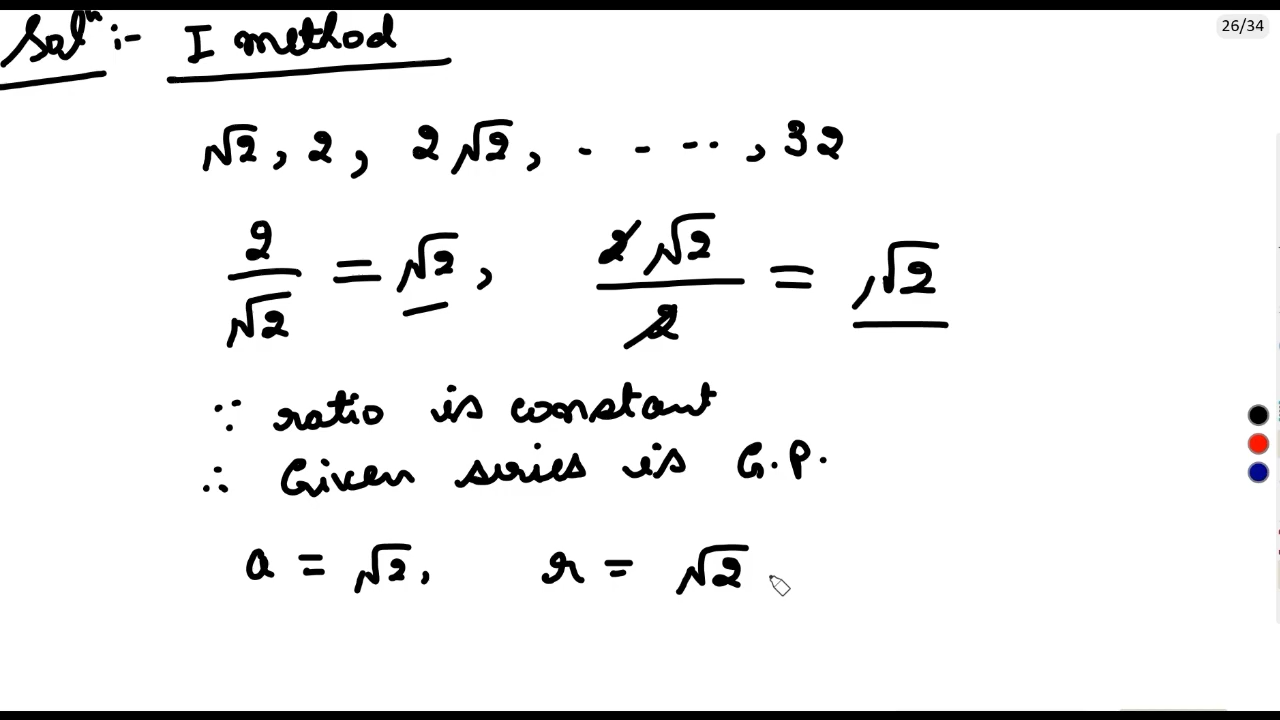 26/34
Solⁿ :- I method
√2, 2, 2√2, . . . . , 32
2/√2 = √2, 2√2/2 = √2
∵ ratio is constant
∴ Given series is G.P.
a = √2, r = √2